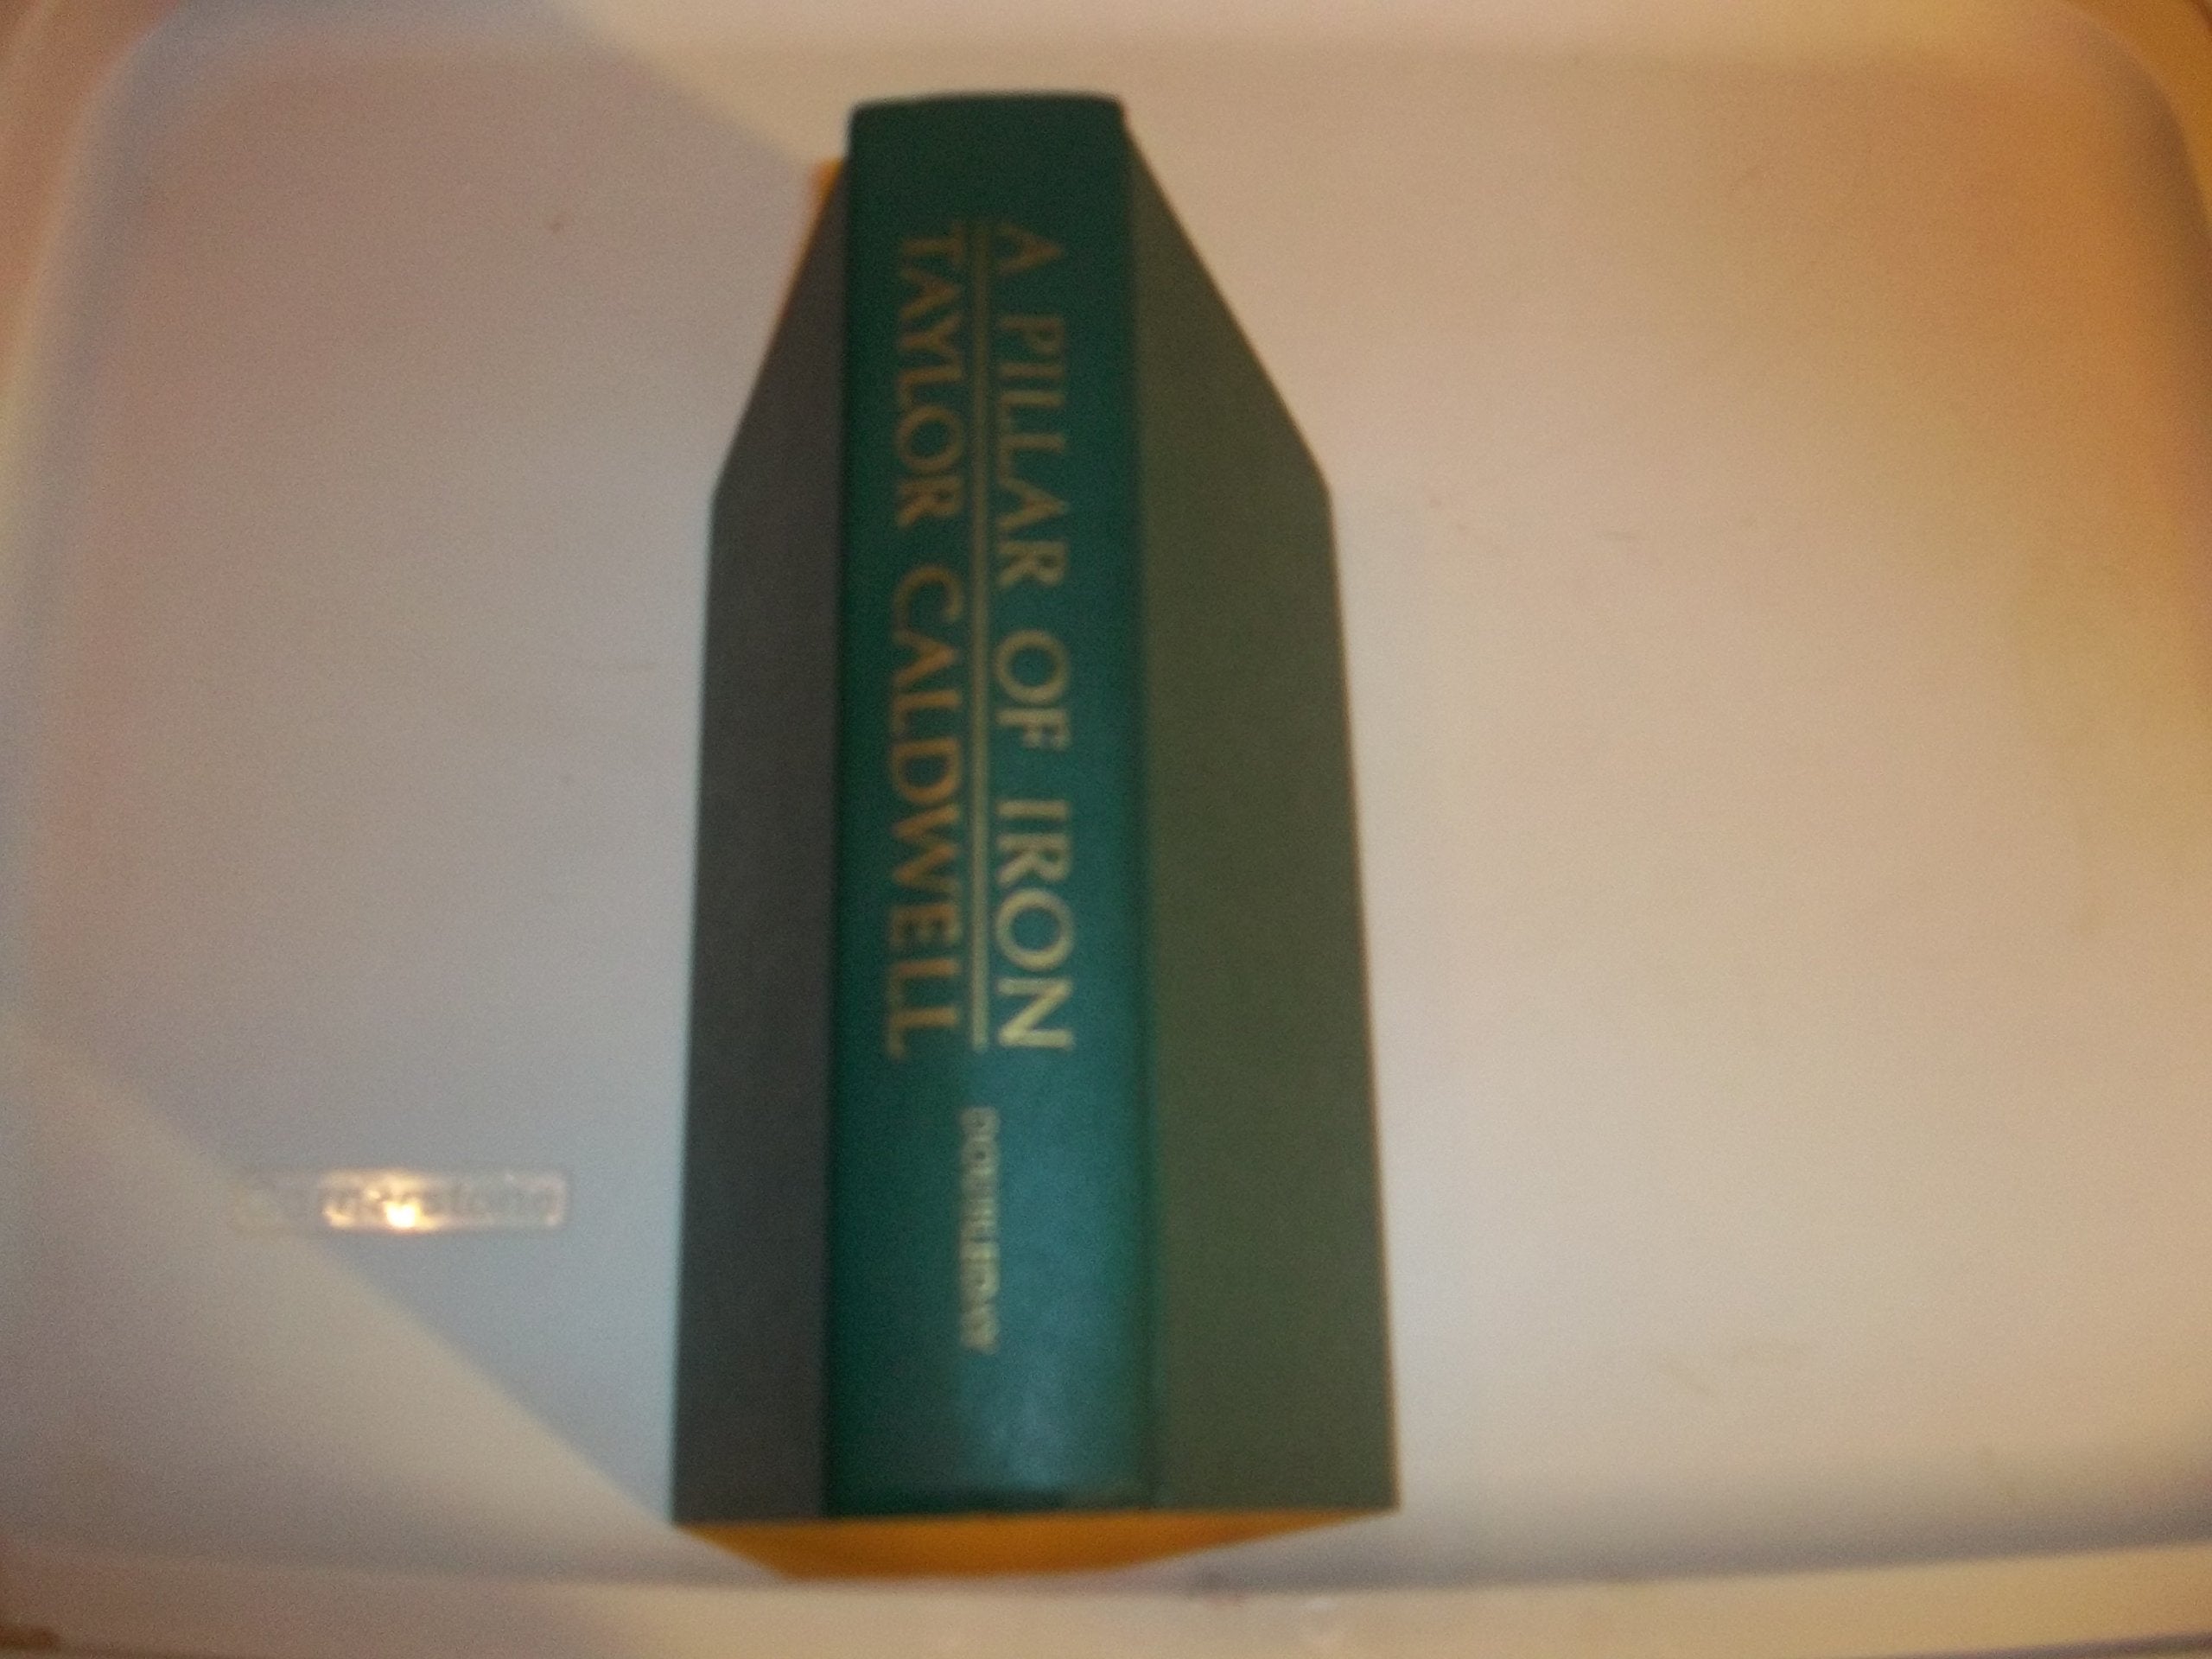 A PILLAR OF IRON
TAYLOR CALDWELL
DOUBLEDAY